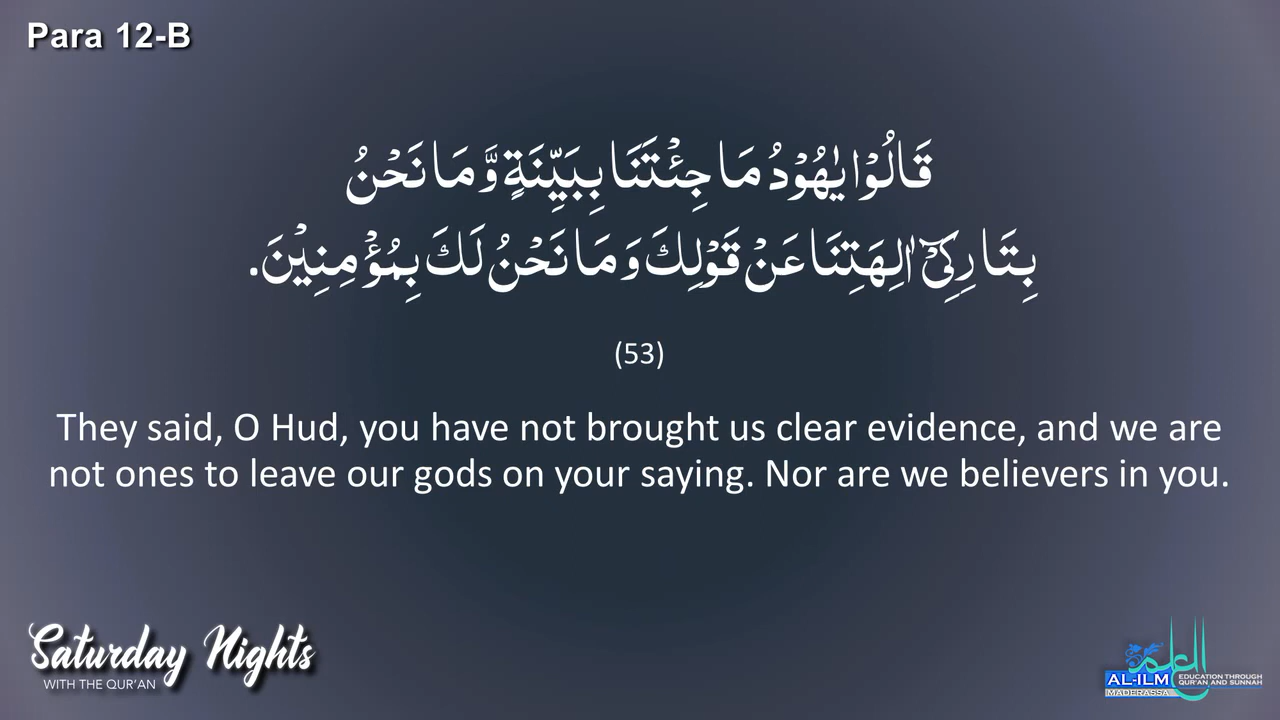 Para 12-B
قَالُوْا يٰهُوْدُ مَا جِئْتَنَا بِبَيِّنَةٍ وَّمَا نَحْنُ
بِتَارِكِيْۤ اٰلِهَتِنَا عَنْ قَوْلِكَ وَمَا نَحْنُ لَكَ بِمُؤْمِنِيْنَ.
(53)
They said, O Hud, you have not brought us clear evidence, and we are
not ones to leave our gods on your saying. Nor are we believers in you.
Saturday Nights
WITH THE QUR'AN
العلم
AL-ILM
MADERASSA
EDUCATION THROUGH
QUR'AN AND SUNNAH